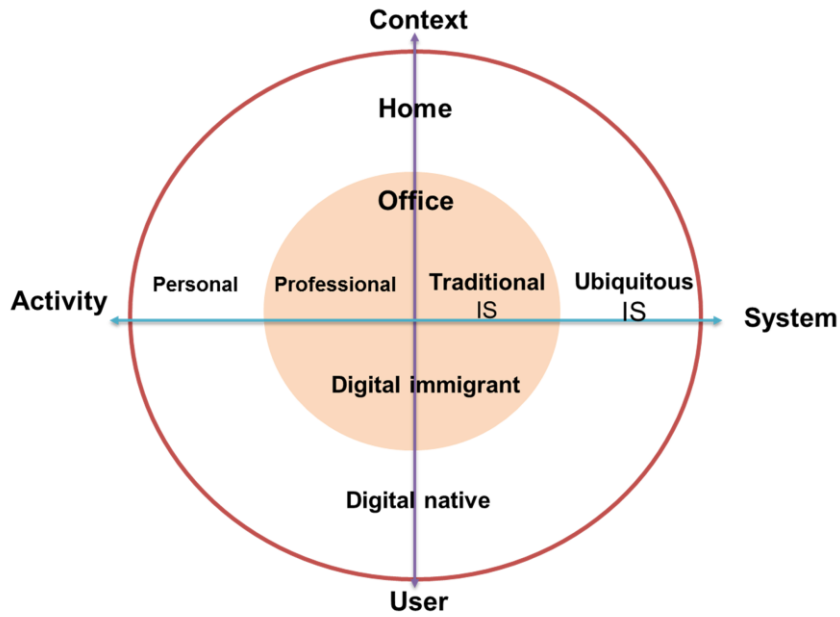 Context
Home
Office
Personal
Professional
Traditional
IS
Ubiquitous
IS
Activity
System
Digital immigrant
Digital native
User